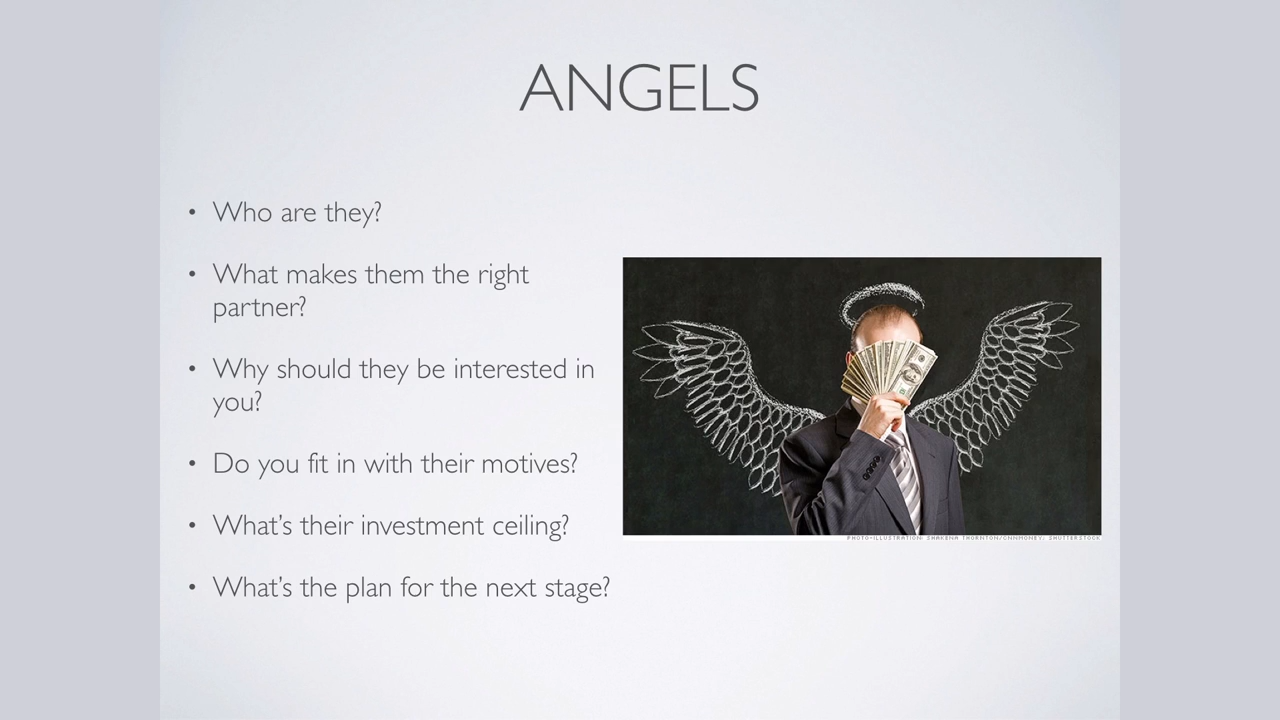 ANGELS
• Who are they?
• What makes them the right
partner?
• Why should they be interested in
you?
• Do you fit in with their motives?
• What's their investment ceiling?
• What's the plan for the next stage?
PHOTO-ILLUSTRATION: SHAKENA THORNTON/CNNMONEY; SHUTTERSTOCK